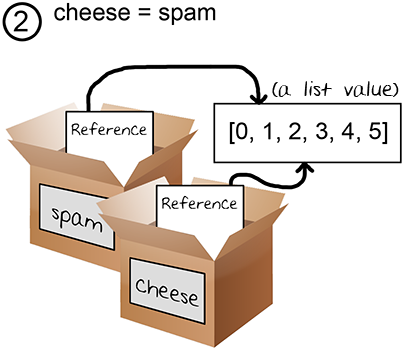 2 cheese = spam
(a list value)
Reference
[0, 1, 2, 3, 4, 5]
Reference
spam
cheese